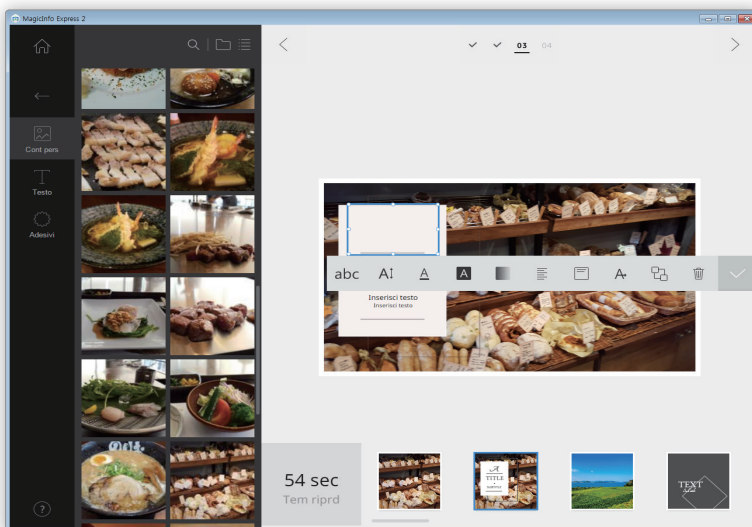 MagicInfo Express 2
03 04
Cont pers
Testo
Adesivi
abc
A
A
A
A
Inserisci testo
Inserisci testo
54 sec
Tem riprd
A
TITLE
SUBTITLE
TEXT
?